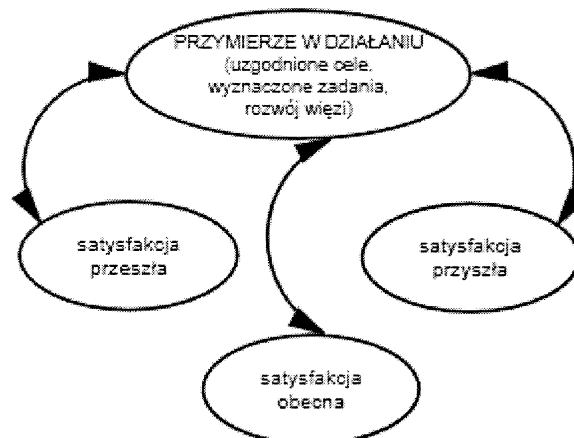 PRZYMIERZE W DZIAŁANIU
(uzgodnione cele,
wyznaczone zadania,
rozwój więzi)
satysfakcja
przeszła
satysfakcja
przyszła
satysfakcja
obecna